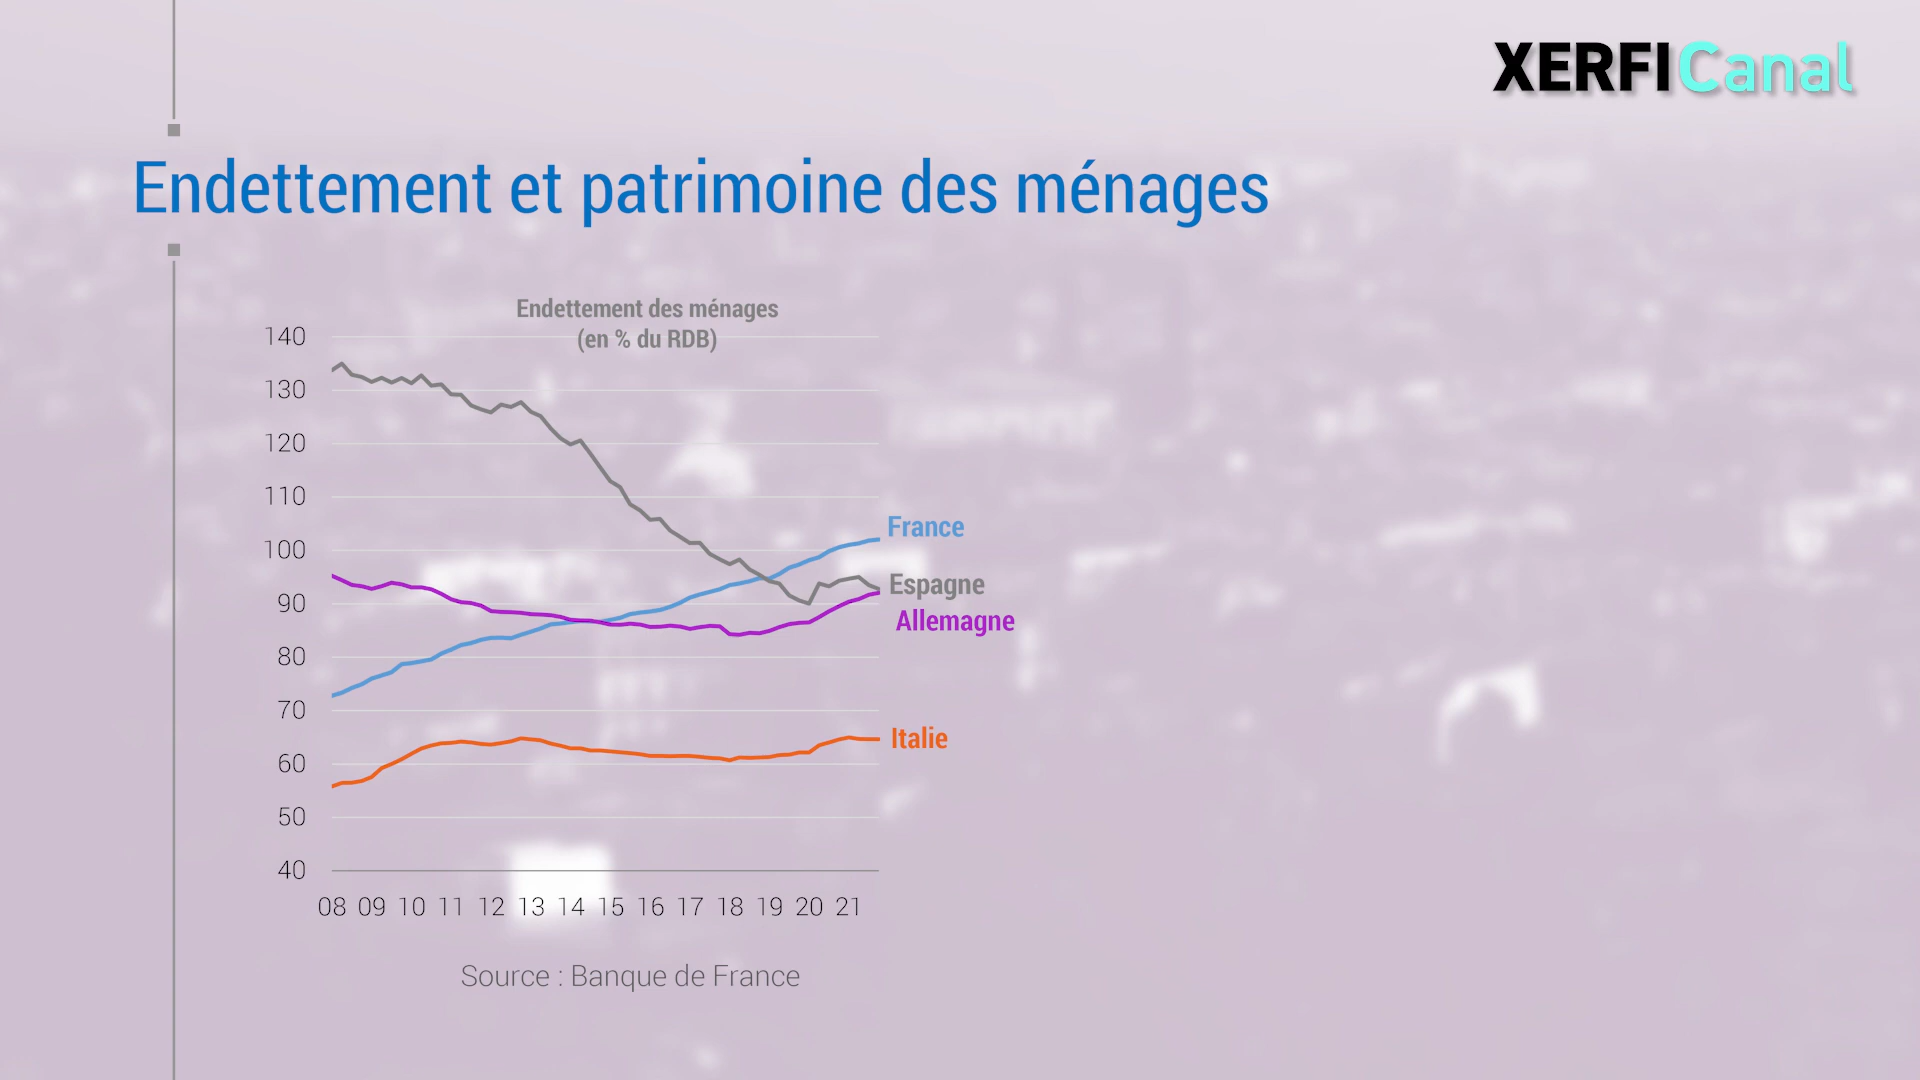 XERFI Canal
Endettement et patrimoine des ménages
Endettement des ménages
(en % du RDB)
140
130
120
110
100
90
80
70
60
50
40
France
Espagne
Allemagne
Italie
08 09 10 11 12 13 14 15 16 17 18 19 20 21
Source : Banque de France